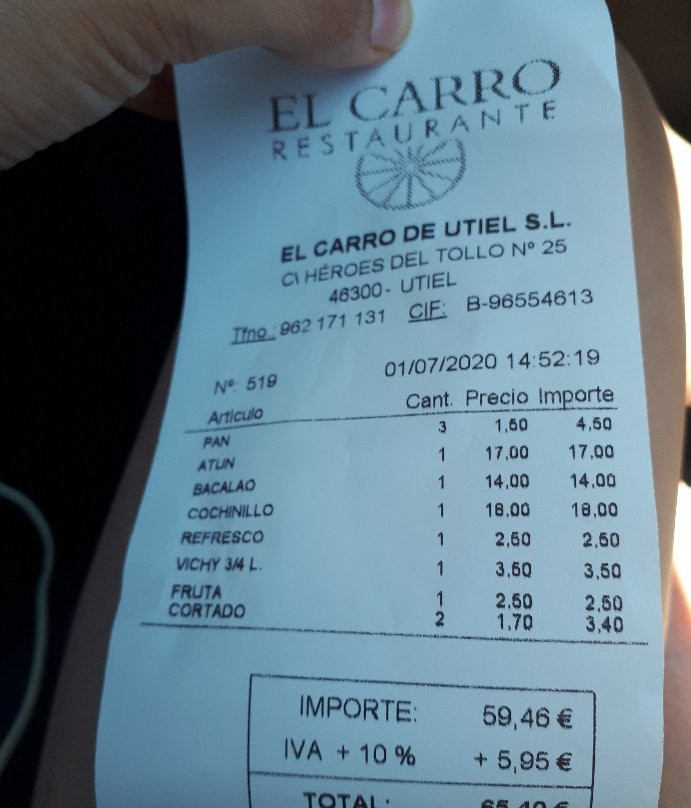 EL CARRO
RESTAURANTE
EL CARRO DE UTIEL S.L.
C\ HÉROES DEL TOLLO Nº 25
46300- UTIEL
Tfno.: 962 171 131 CIF: B-96554613
Nº: 519 01/07/2020 14:52:19
Artículo Cant. Precio Importe
PAN 3 1,50 4,50
ATUN 1 17,00 17,00
BACALAO 1 14,00 14,00
COCHINILLO 1 18,00 18,00
REFRESCO 1 2,50 2,50
VICHY 3/4 L. 1 3,50 3,50
FRUTA 1 2,50 2,50
CORTADO 2 1,70 3,40
IMPORTE: 59,46 €
IVA + 10 % + 5,95 €
TOTAL: 65,40 €